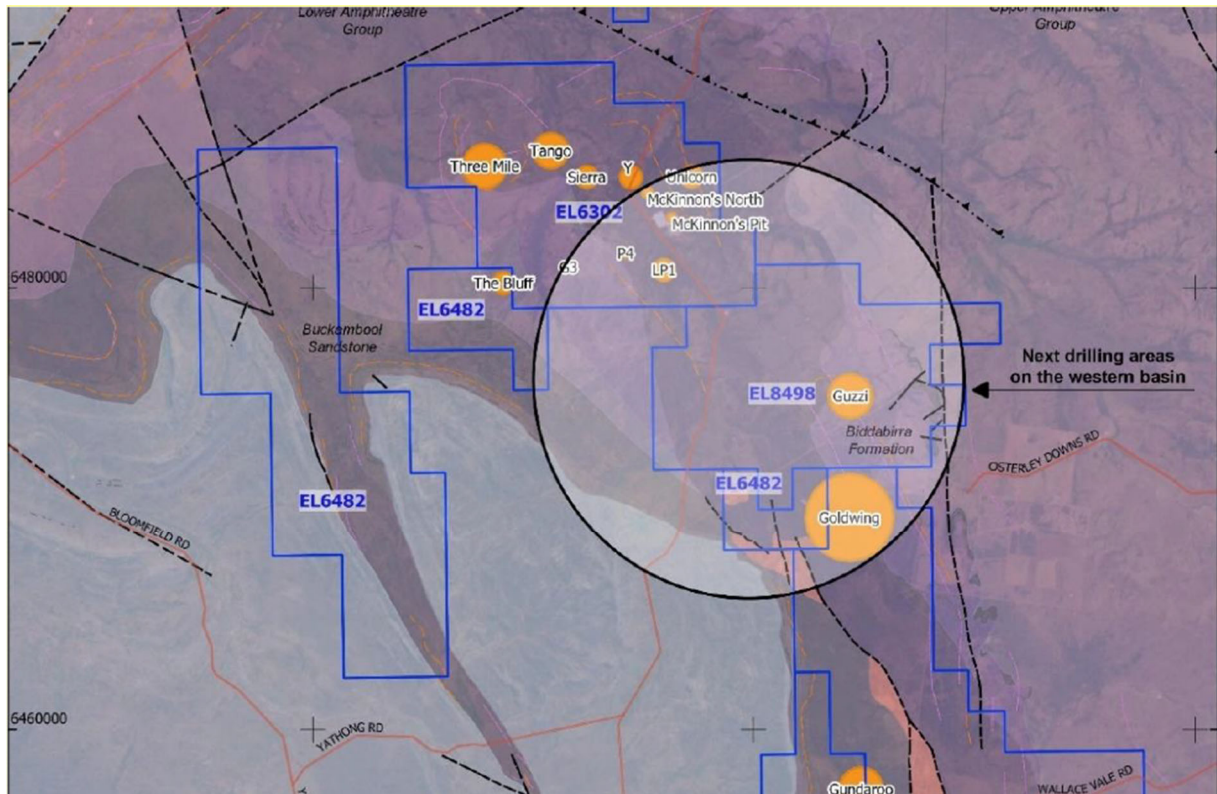 Lower Amphitheatre
Group
Upper Amphitheatre
Group
Tango
Three Mile
Sierra
Y
Unicorn
McKinnon's North
EL6302
McKinnon's Pit
P4
G3
LP1
6480000
The Bluff
EL6482
Buckambool
Sandstone
Next drilling areas
on the western basin
EL8498
Guzzi
Biddabirra
Formation
OSTERLEY DOWNS RD
EL6482
EL6482
BLOOMFIELD RD
Goldwing
6460000
YATHONG RD
WALLACE VALE RD
Gundaroo